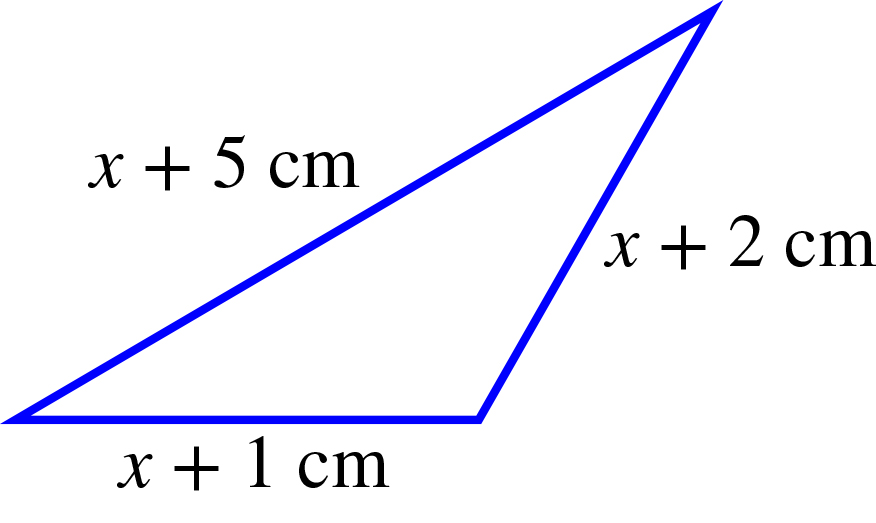 x + 5 cm
x + 2 cm
x + 1 cm